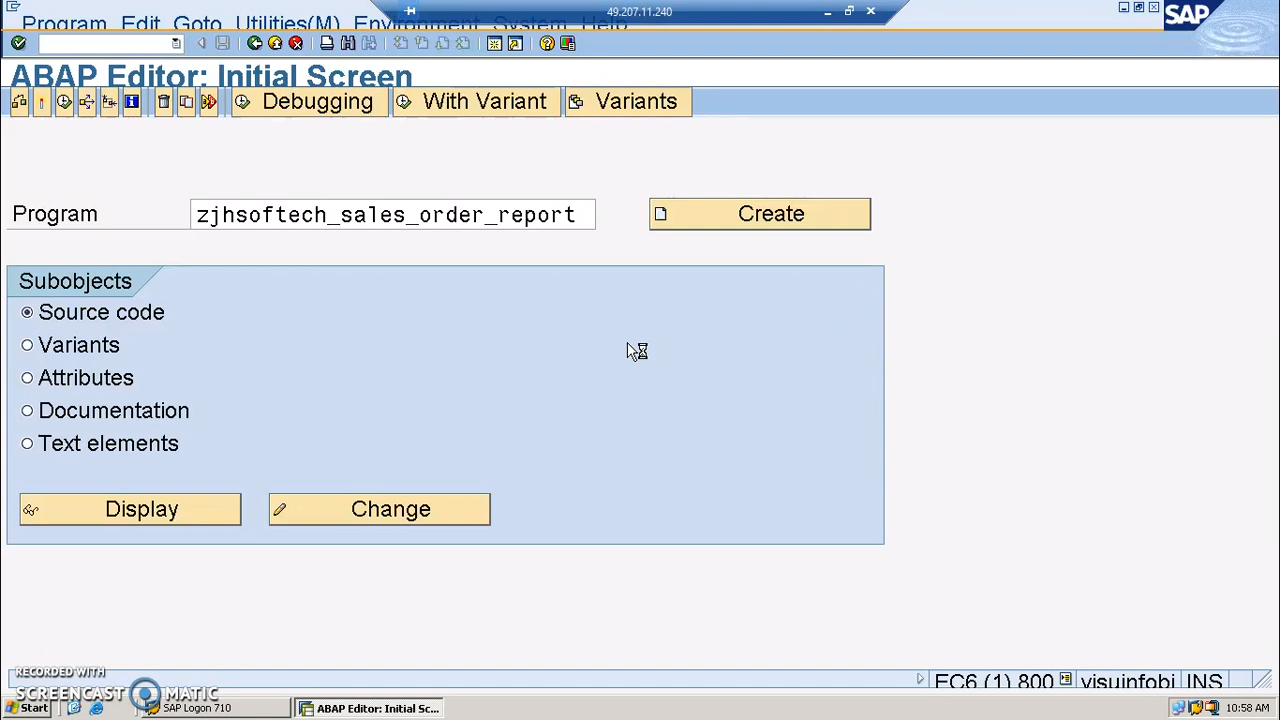 49.207.11.240
Program Edit Goto Utilities(M) Environment System Help
SAP
ABAP Editor: Initial Screen
Debugging With Variant Variants
Program zjhsoftech_sales_order_report Create
Subobjects
Source code
Variants
Attributes
Documentation
Text elements
Display Change
RECORDED WITH
SCREENCAST MATIC
EC6 (1) 800 visuinfobi INS
Start SAP Logon 710 ABAP Editor: Initial Sc... 10:58 AM